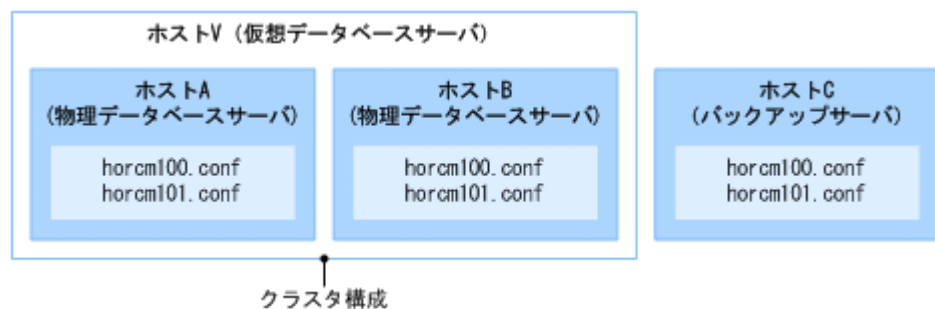 ホストV（仮想データベースサーバ）
ホストA
（物理データベースサーバ）
horcm100.conf
horcm101.conf
ホストB
（物理データベースサーバ）
horcm100.conf
horcm101.conf
ホストC
（バックアップサーバ）
horcm100.conf
horcm101.conf
クラスタ構成